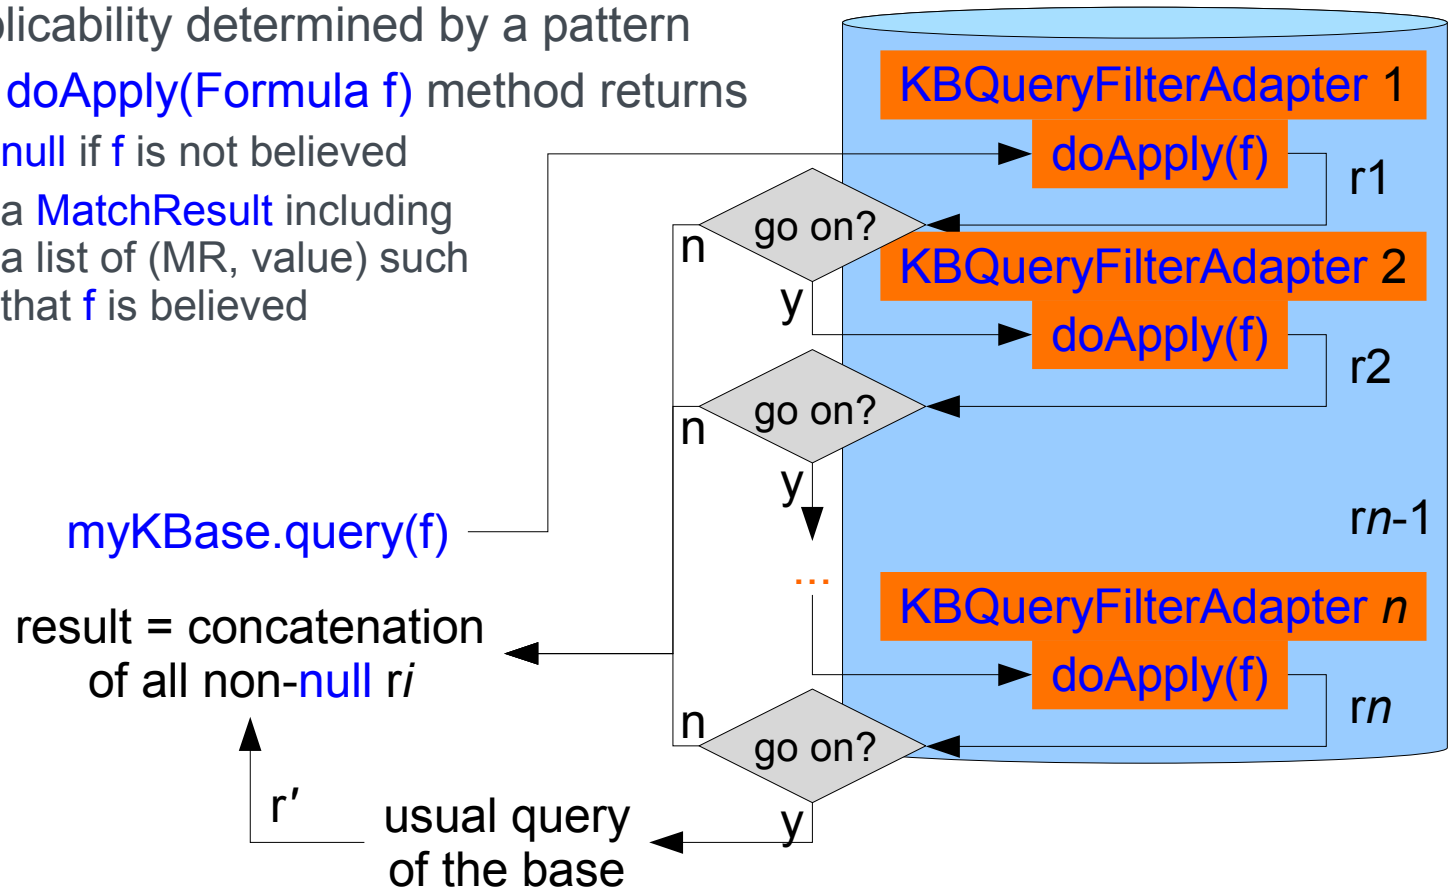 plicability determined by a pattern
doApply(Formula f) method returns
null if f is not believed
a MatchResult including
a list of (MR, value) such
that f is believed
KBQueryFilterAdapter 1
doApply(f)
r1
go on?
n
y
KBQueryFilterAdapter 2
doApply(f)
r2
go on?
n
y
...
rn-1
myKBase.query(f)
KBQueryFilterAdapter n
doApply(f)
rn
result = concatenation
of all non-null ri
go on?
n
y
r′
usual query
of the base